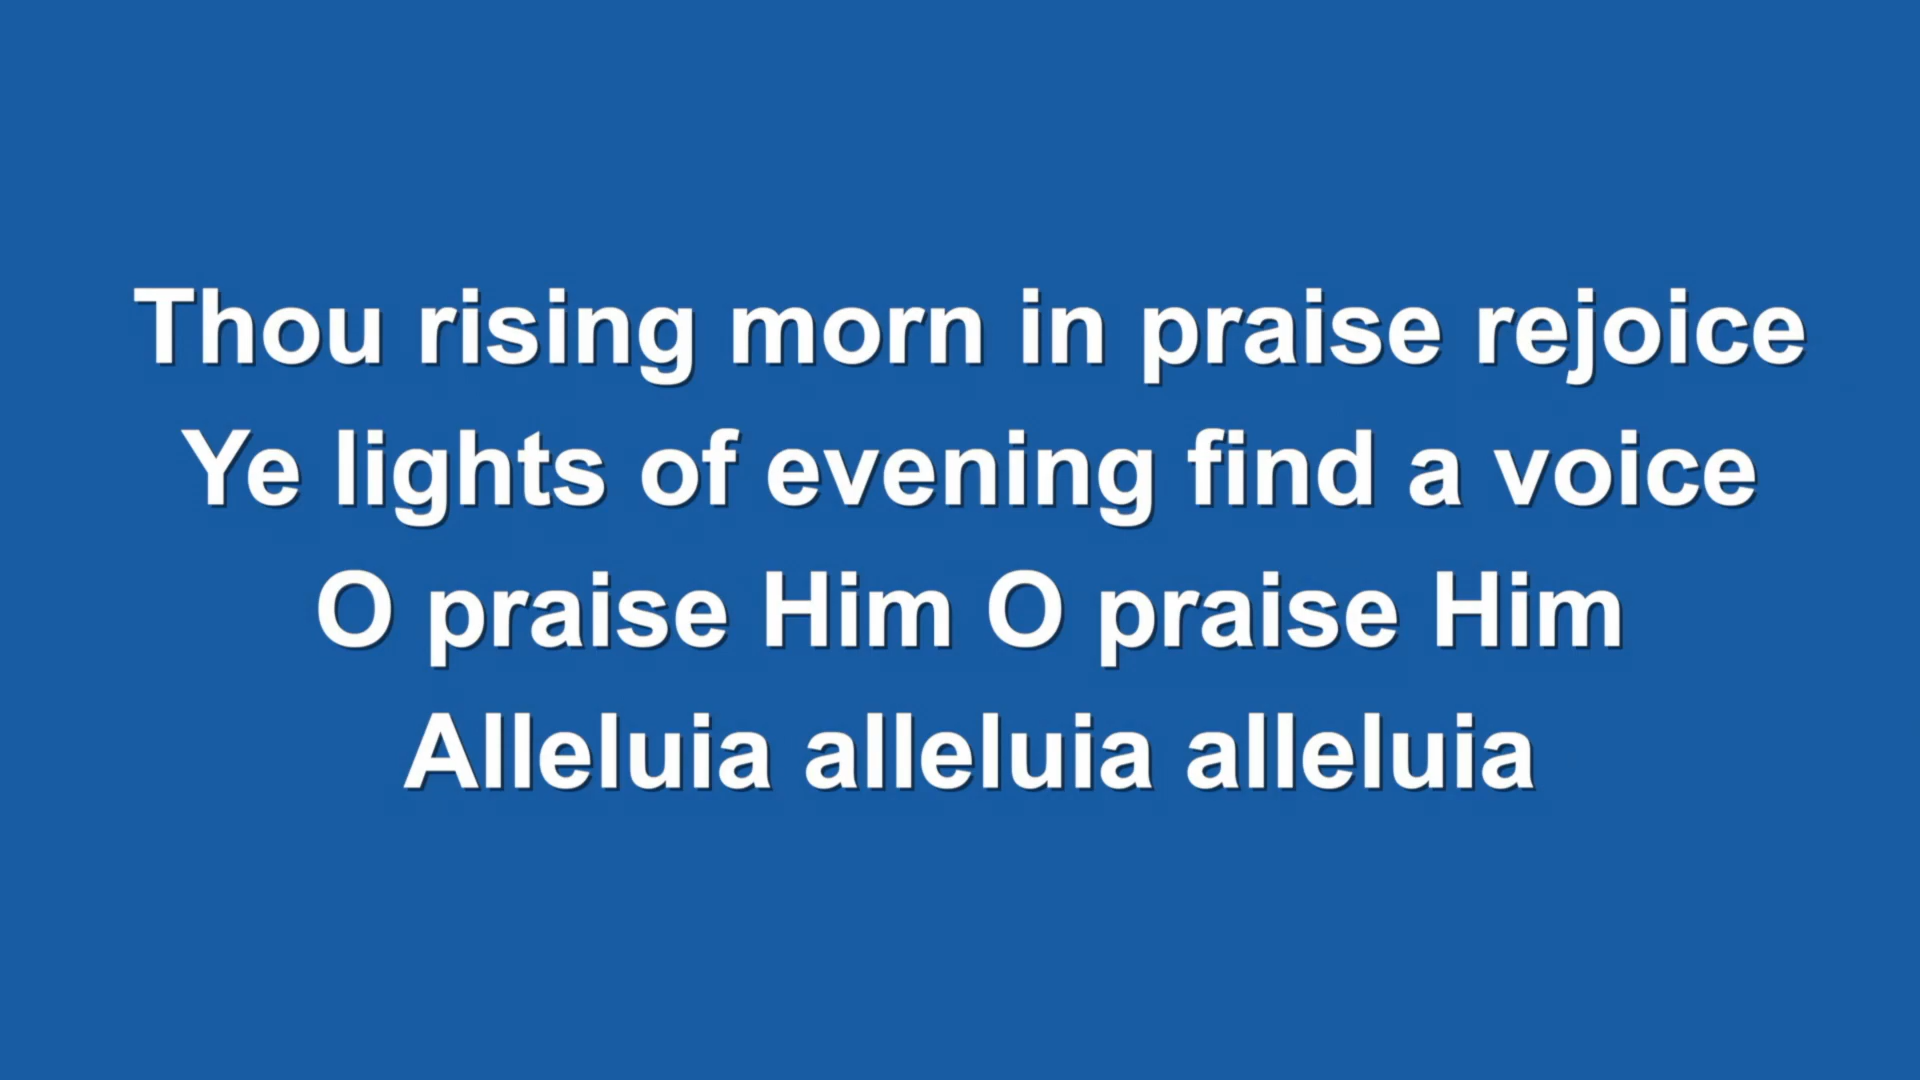 Thou rising morn in praise rejoice
Ye lights of evening find a voice
O praise Him O praise Him
Alleluia alleluia alleluia